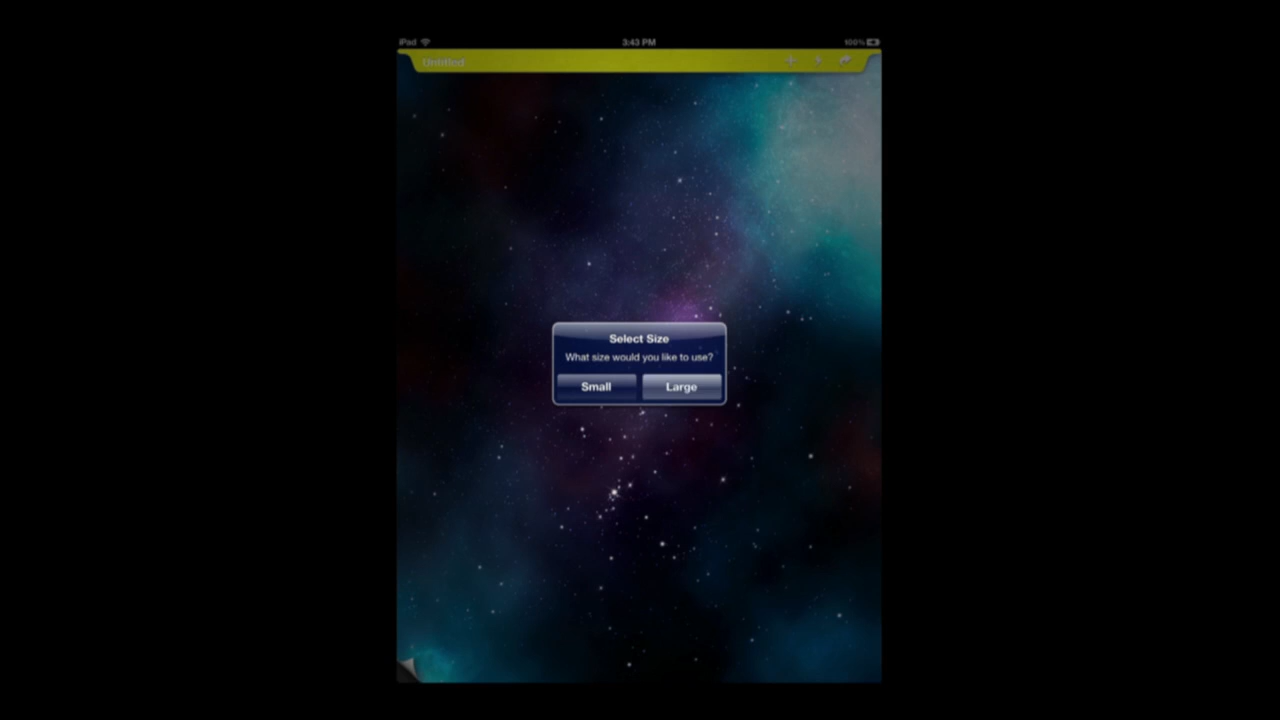 iPad 3:43 PM 100%
Untitled
Select Size
What size would you like to use?
Small Large